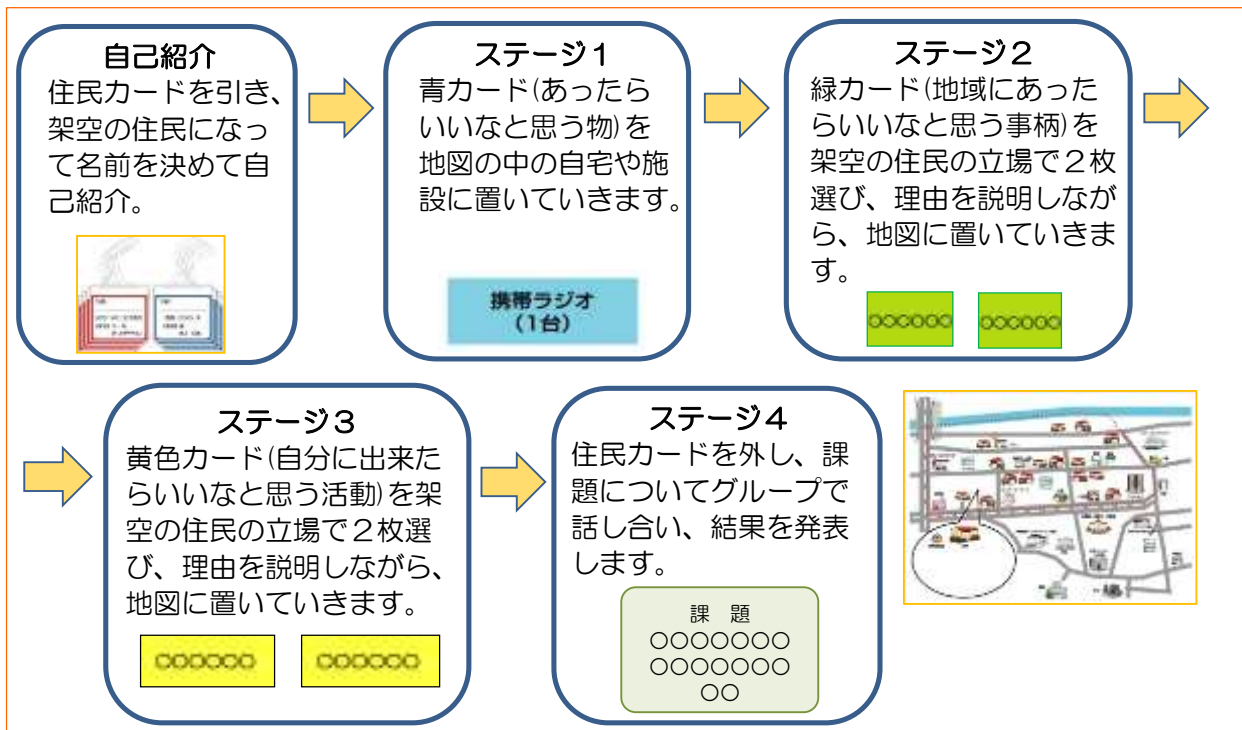 自己紹介
住民カードを引き、
架空の住民になっ
て名前を決めて自
己紹介。
ステージ1
青カード(あったら
いいなと思う物)を
地図の中の自宅や施
設に置いていきます。
携帯ラジオ
(1台)
ステージ2
緑カード(地域にあった
らいいなと思う事柄)を
架空の住民の立場で2枚
選び、理由を説明しなが
ら、地図に置いていきま
す。
○○○○○○
○○○○○○
ステージ3
黄色カード(自分に出来た
らいいなと思う活動)を架
空の住民の立場で2枚選
び、理由を説明しながら、
地図に置いていきます。
○○○○○○
○○○○○○
ステージ4
住民カードを外し、課
題についてグループで
話し合い、結果を発表
します。
課 題
○○○○○○○
○○○○○○○
○○